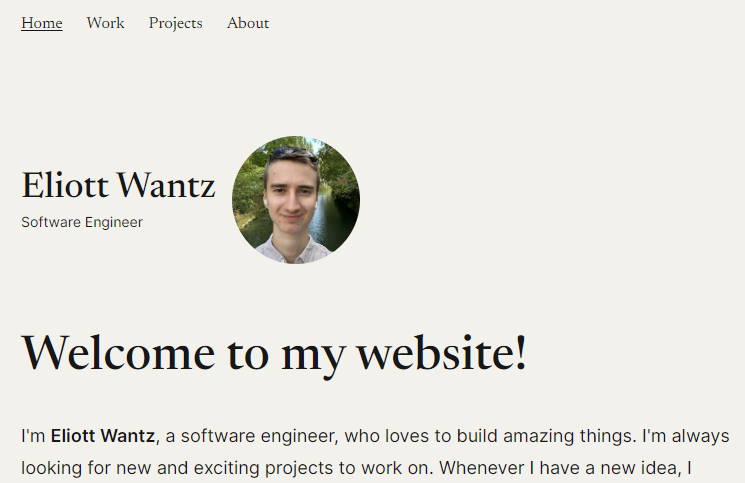 Home Work Projects About
Eliott Wantz
Software Engineer
Welcome to my website!
I'm Eliott Wantz, a software engineer, who loves to build amazing things. I'm always
looking for new and exciting projects to work on. Whenever I have a new idea, I